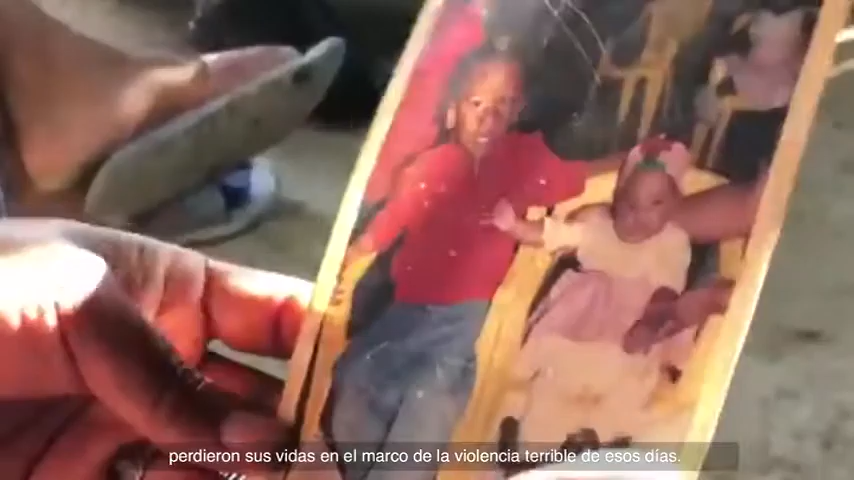 perdieron sus vidas en el marco de la violencia terrible de esos días.